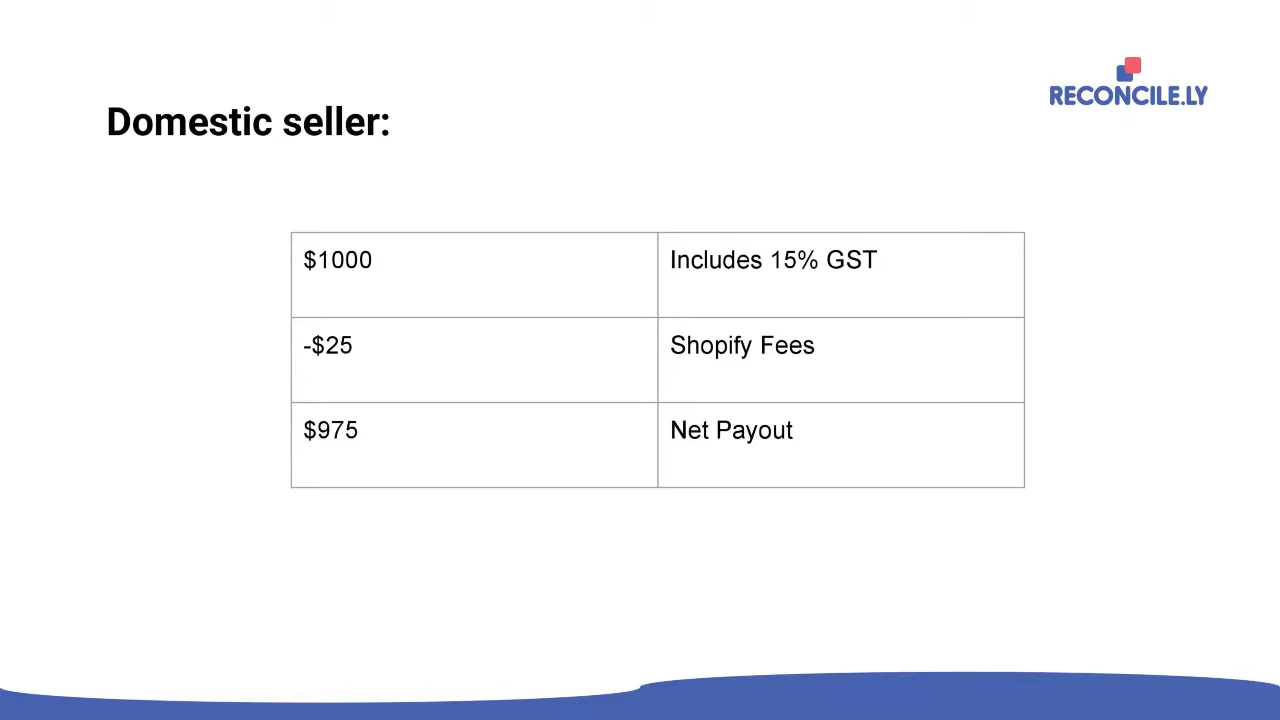 RECONCILE.LY
Domestic seller:
$1000 Includes 15% GST
-$25 Shopify Fees
$975 Net Payout